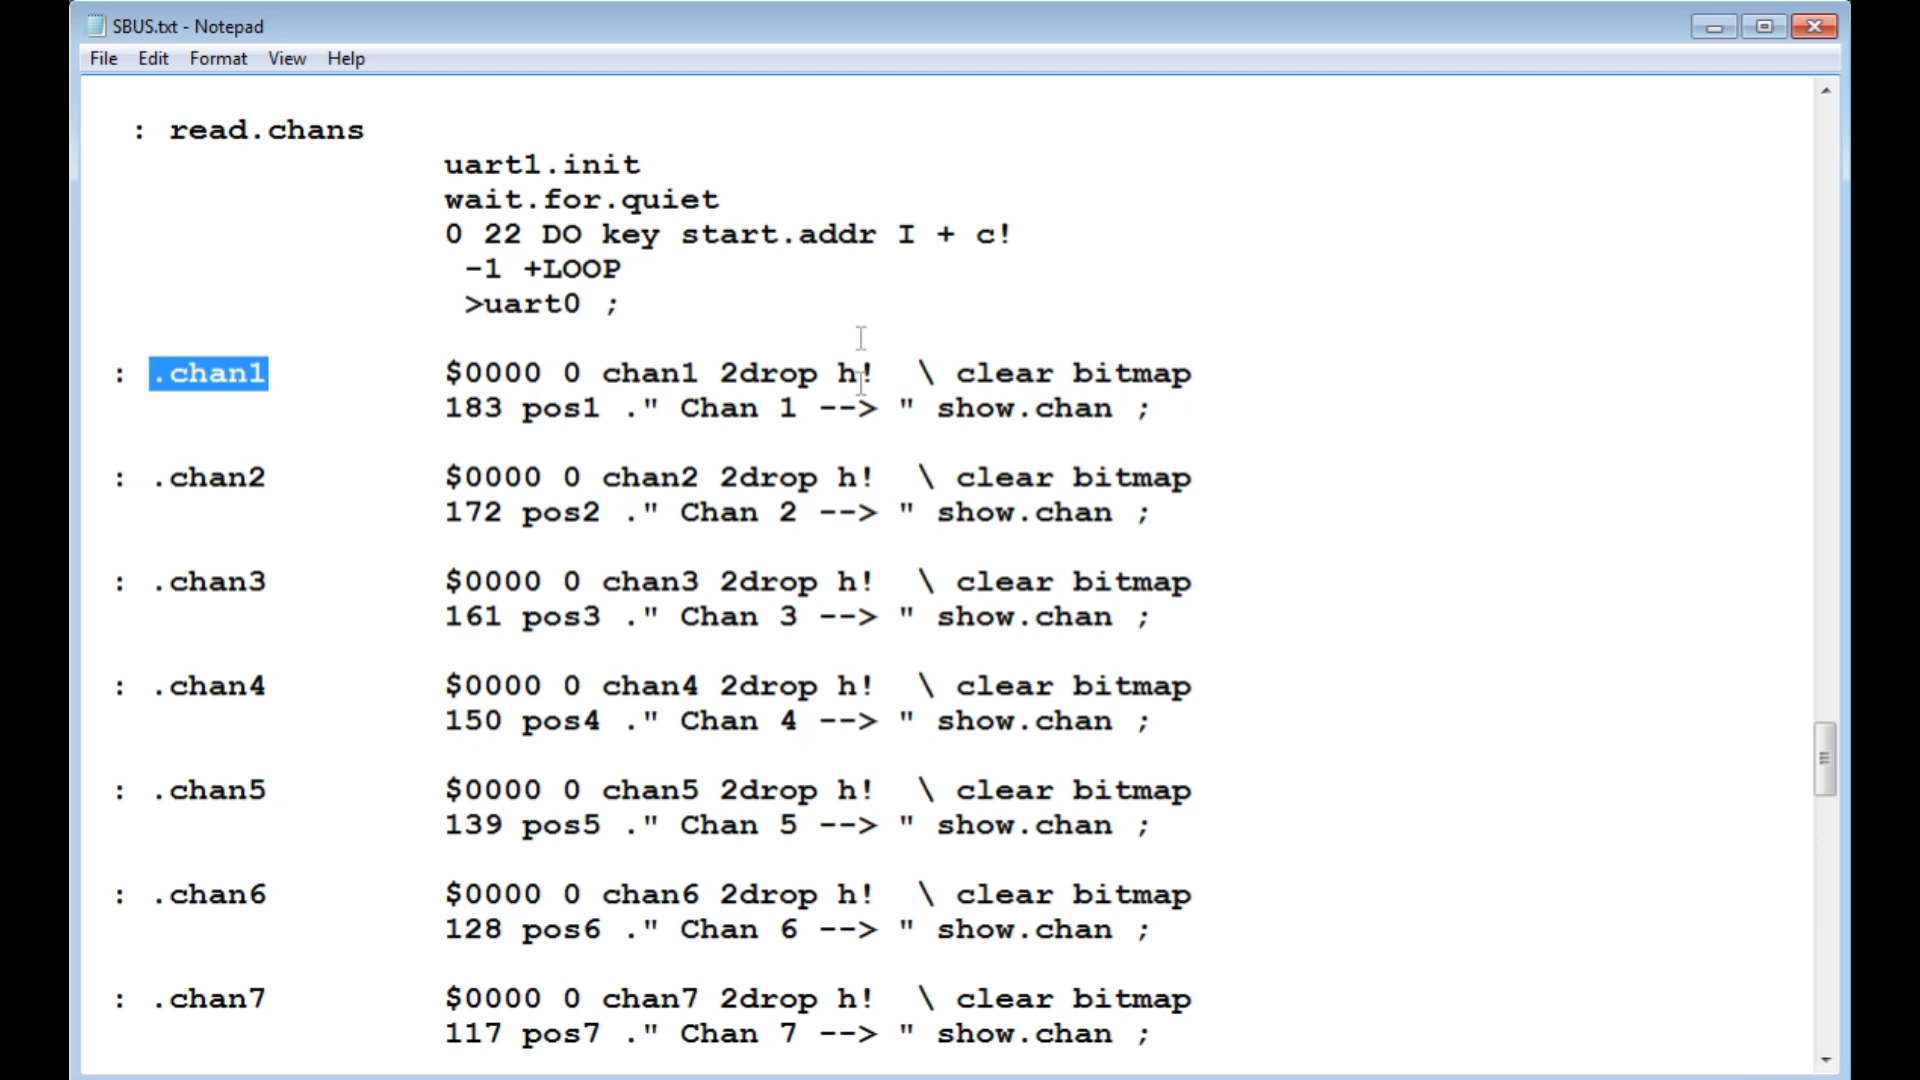 SBUS.txt - Notepad
File Edit Format View Help
: read.chans
uart1.init
wait.for.quiet
0 22 DO key start.addr I + c!
-1 +LOOP
>uart0 ;
: .chan1 $0000 0 chan1 2drop h! \ clear bitmap
183 pos1 ." Chan 1 --> " show.chan ;
: .chan2 $0000 0 chan2 2drop h! \ clear bitmap
172 pos2 ." Chan 2 --> " show.chan ;
: .chan3 $0000 0 chan3 2drop h! \ clear bitmap
161 pos3 ." Chan 3 --> " show.chan ;
: .chan4 $0000 0 chan4 2drop h! \ clear bitmap
150 pos4 ." Chan 4 --> " show.chan ;
: .chan5 $0000 0 chan5 2drop h! \ clear bitmap
139 pos5 ." Chan 5 --> " show.chan ;
: .chan6 $0000 0 chan6 2drop h! \ clear bitmap
128 pos6 ." Chan 6 --> " show.chan ;
: .chan7 $0000 0 chan7 2drop h! \ clear bitmap
117 pos7 ." Chan 7 --> " show.chan ;